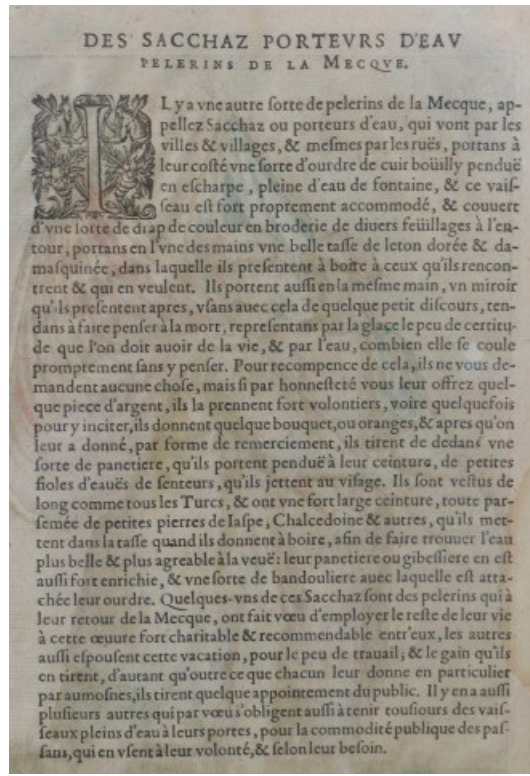 DES SACCHAZ PORTEVRS D'EAV
PELERINS DE LA MECQVE.
IL y a vne autre sorte de pelerins de la Mecque, ap-
pellez Sacchaz ou porteurs d'eau, qui vont par les
villes & villages, & mesmes par les ruës, portans à
leur costé vne sorte d'ourdre de cuir boüilly penduë
en escharpe, pleine d'eau de fontaine, & ce vais-
seau est fort proprement accommodé, & couuert
d'vne sorte de drap de couleur en broderie de diuers feüillages à l'en-
tour, portans en l'vne des mains vne belle tasse de leton dorée & da-
masquinée, dans laquelle ils presentent à boire à ceux qu'ils rencon-
trent & qui en veulent. Ils portent aussi en la mesme main, vn miroir
qu'ils presentent apres, vsans auec cela de quelque petit discours, ten-
dans à faire penser à la mort, representans par la glace le peu de certitu-
de que l'on doit auoir de la vie, & par l'eau, combien elle se coule
promptement sans y penser. Pour recompence de cela, ils ne vous de-
mandent aucune chose, mais si par honnesteté vous leur offrez quel-
que piece d'argent, ils la prennent fort volontiers, voire quelquefois
pour y inciter, ils donnent quelque bouquet, ou oranges, & apres qu'on
leur a donné, par forme de remerciement, ils tirent de dedans vne
sorte de panetiere, qu'ils portent penduë à leur ceinture, de petites
fioles d'eauës de senteurs, qu'ils jettent au visage. Ils sont vestus de
long comme tous les Turcs, & ont vne fort large ceinture, toute par-
semée de petites pierres de Iaspe, Chalcedoine & autres, qu'ils met-
tent dans la tasse quand ils donnent à boire, afin de faire trouuer l'eau
plus belle & plus agreable à la veuë: leur panetiere ou gibessiere en est
aussi fort enrichie, & vne sorte de bandouliere auec laquelle est atta-
chée leur ourdre. Quelques-vns de ces Sacchaz sont des pelerins qui à
leur retour de la Mecque, ont fait vœu d'employer le reste de leur vie
à cette œuure fort charitable & recommendable entr'eux, les autres
aussi espousent cette vacation, pour le peu de trauail; & le gain qu'ils
en tirent, d'autant qu'outre ce que chacun leur donne en particulier
par aumosnes, ils tirent quelque appointement du public. Il y en a aussi
plusieurs autres qui par vœu s'obligent aussi à tenir tousiours des vais-
seaux pleins d'eau à leurs portes, pour la commodité publique des pas-
sans, qui en vsent à leur volonté, & selon leur besoin.